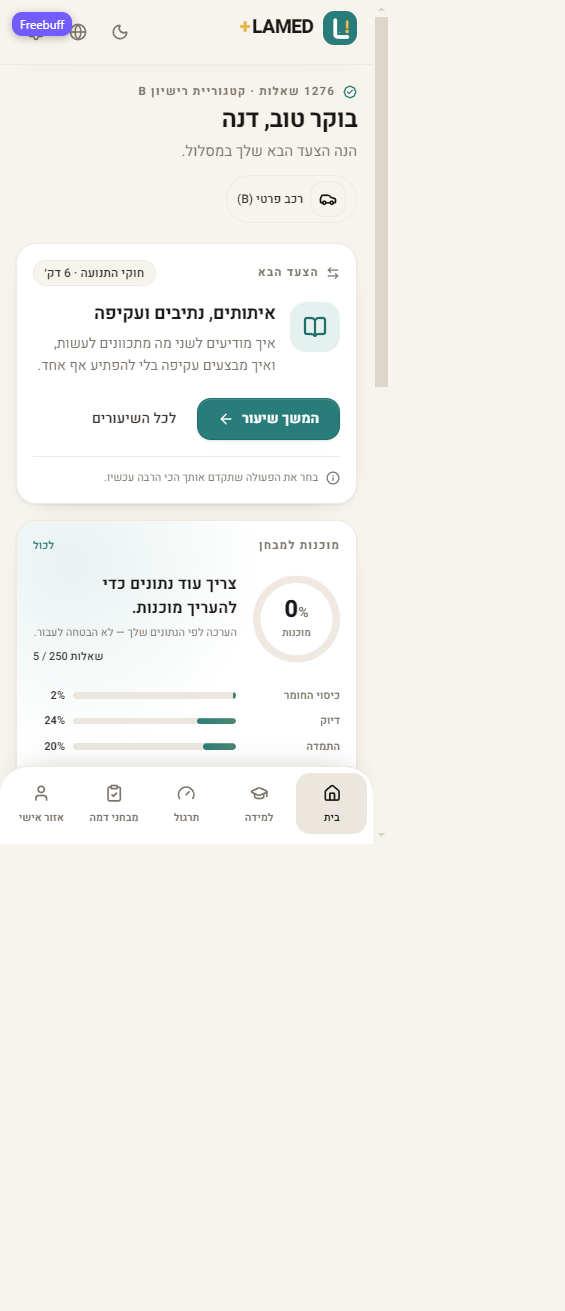 Freebuff
LAMED+
1276 שאלות · קטגוריית רישיון B
בוקר טוב, דנה
הנה הצעד הבא שלך במסלול.
רכב פרטי (B)
הצעד הבא
חוקי התנועה · 6 דק׳
איתותים, נתיבים ועקיפה
איך מודיעים לשני מה מתכוונים לעשות,
ואיך מבצעים עקיפה בלי להפתיע אף אחד.
המשך שיעור
לכל השיעורים
בחר את הפעולה שתקדם אותך הכי הרבה עכשיו.
מוכנות למבחן
לכול
0%
מוכנות
צריך עוד נתונים כדי
להעריך מוכנות.
הערכה לפי הנתונים שלך — לא הבטחה לעבור.
5 / 250 שאלות
כיסוי החומר 2%
דיוק 24%
התמדה 20%
בית
למידה
תרגול
מבחני דמה
אזור אישי